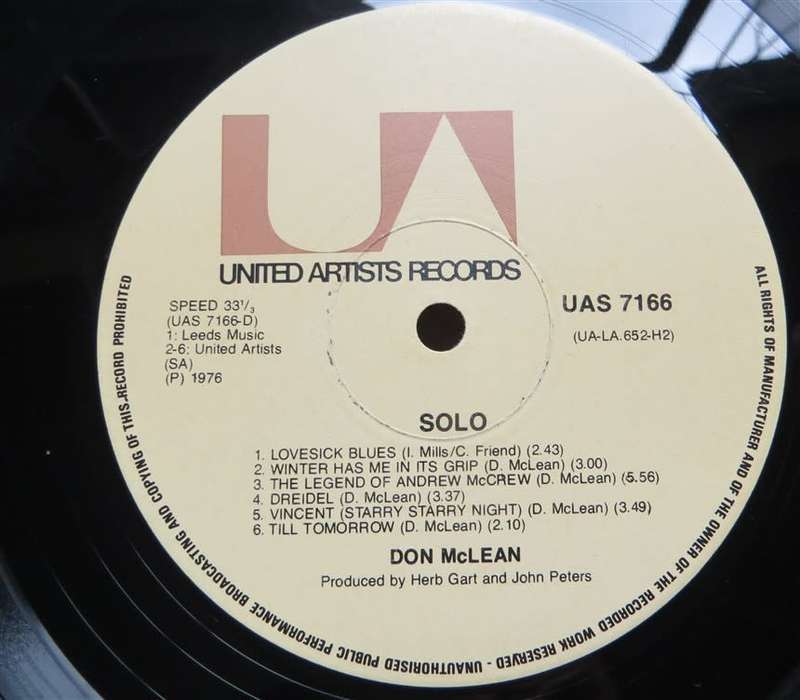 UA
UNITED ARTISTS RECORDS
SPEED 33 1/3
(UAS 7166-D)
1: Leeds Music
2-6: United Artists
(SA)
(P) 1976
UAS 7166
(UA-LA.652-H2)
SOLO
1. LOVESICK BLUES (I. Mills/C. Friend) (2.43)
2. WINTER HAS ME IN ITS GRIP (D. McLean) (3.00)
3. THE LEGEND OF ANDREW McCREW (D. McLean) (5.56)
4. DREIDEL (D. McLean) (3.37)
5. VINCENT (STARRY STARRY NIGHT) (D. McLean) (3.49)
6. TILL TOMORROW (D. McLean) (2.10)
DON McLEAN
Produced by Herb Gart and John Peters
ALL RIGHTS OF MANUFACTURER AND OF THE OWNER OF THE RECORDED WORK RESERVED - UNAUTHORISED PUBLIC PERFORMANCE BROADCASTING AND COPYING OF THIS RECORD PROHIBITED